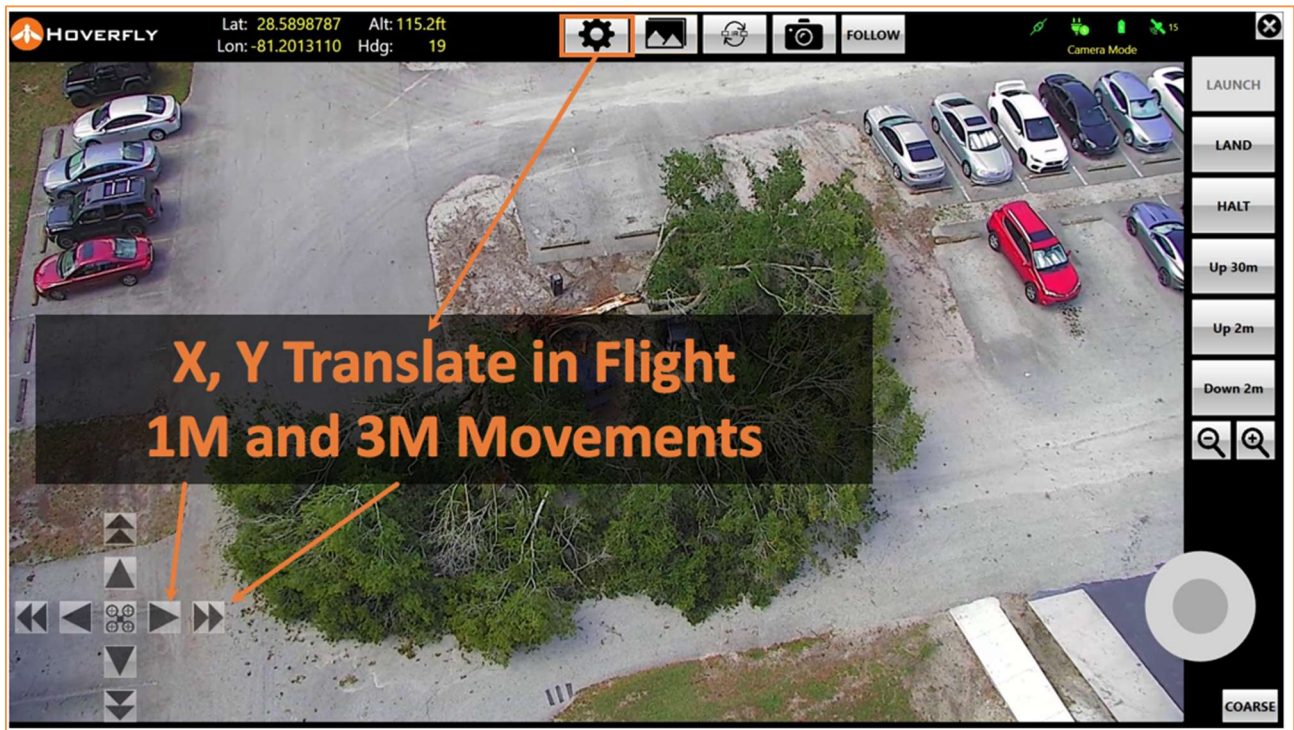 HOVERFLY
Lat: 28.5898787 Alt: 115.2ft
Lon: -81.2013110 Hdg: 19
IR
FOLLOW
15
Camera Mode
LAUNCH
LAND
HALT
Up 30m
Up 2m
Down 2m
X, Y Translate in Flight
1M and 3M Movements
COARSE